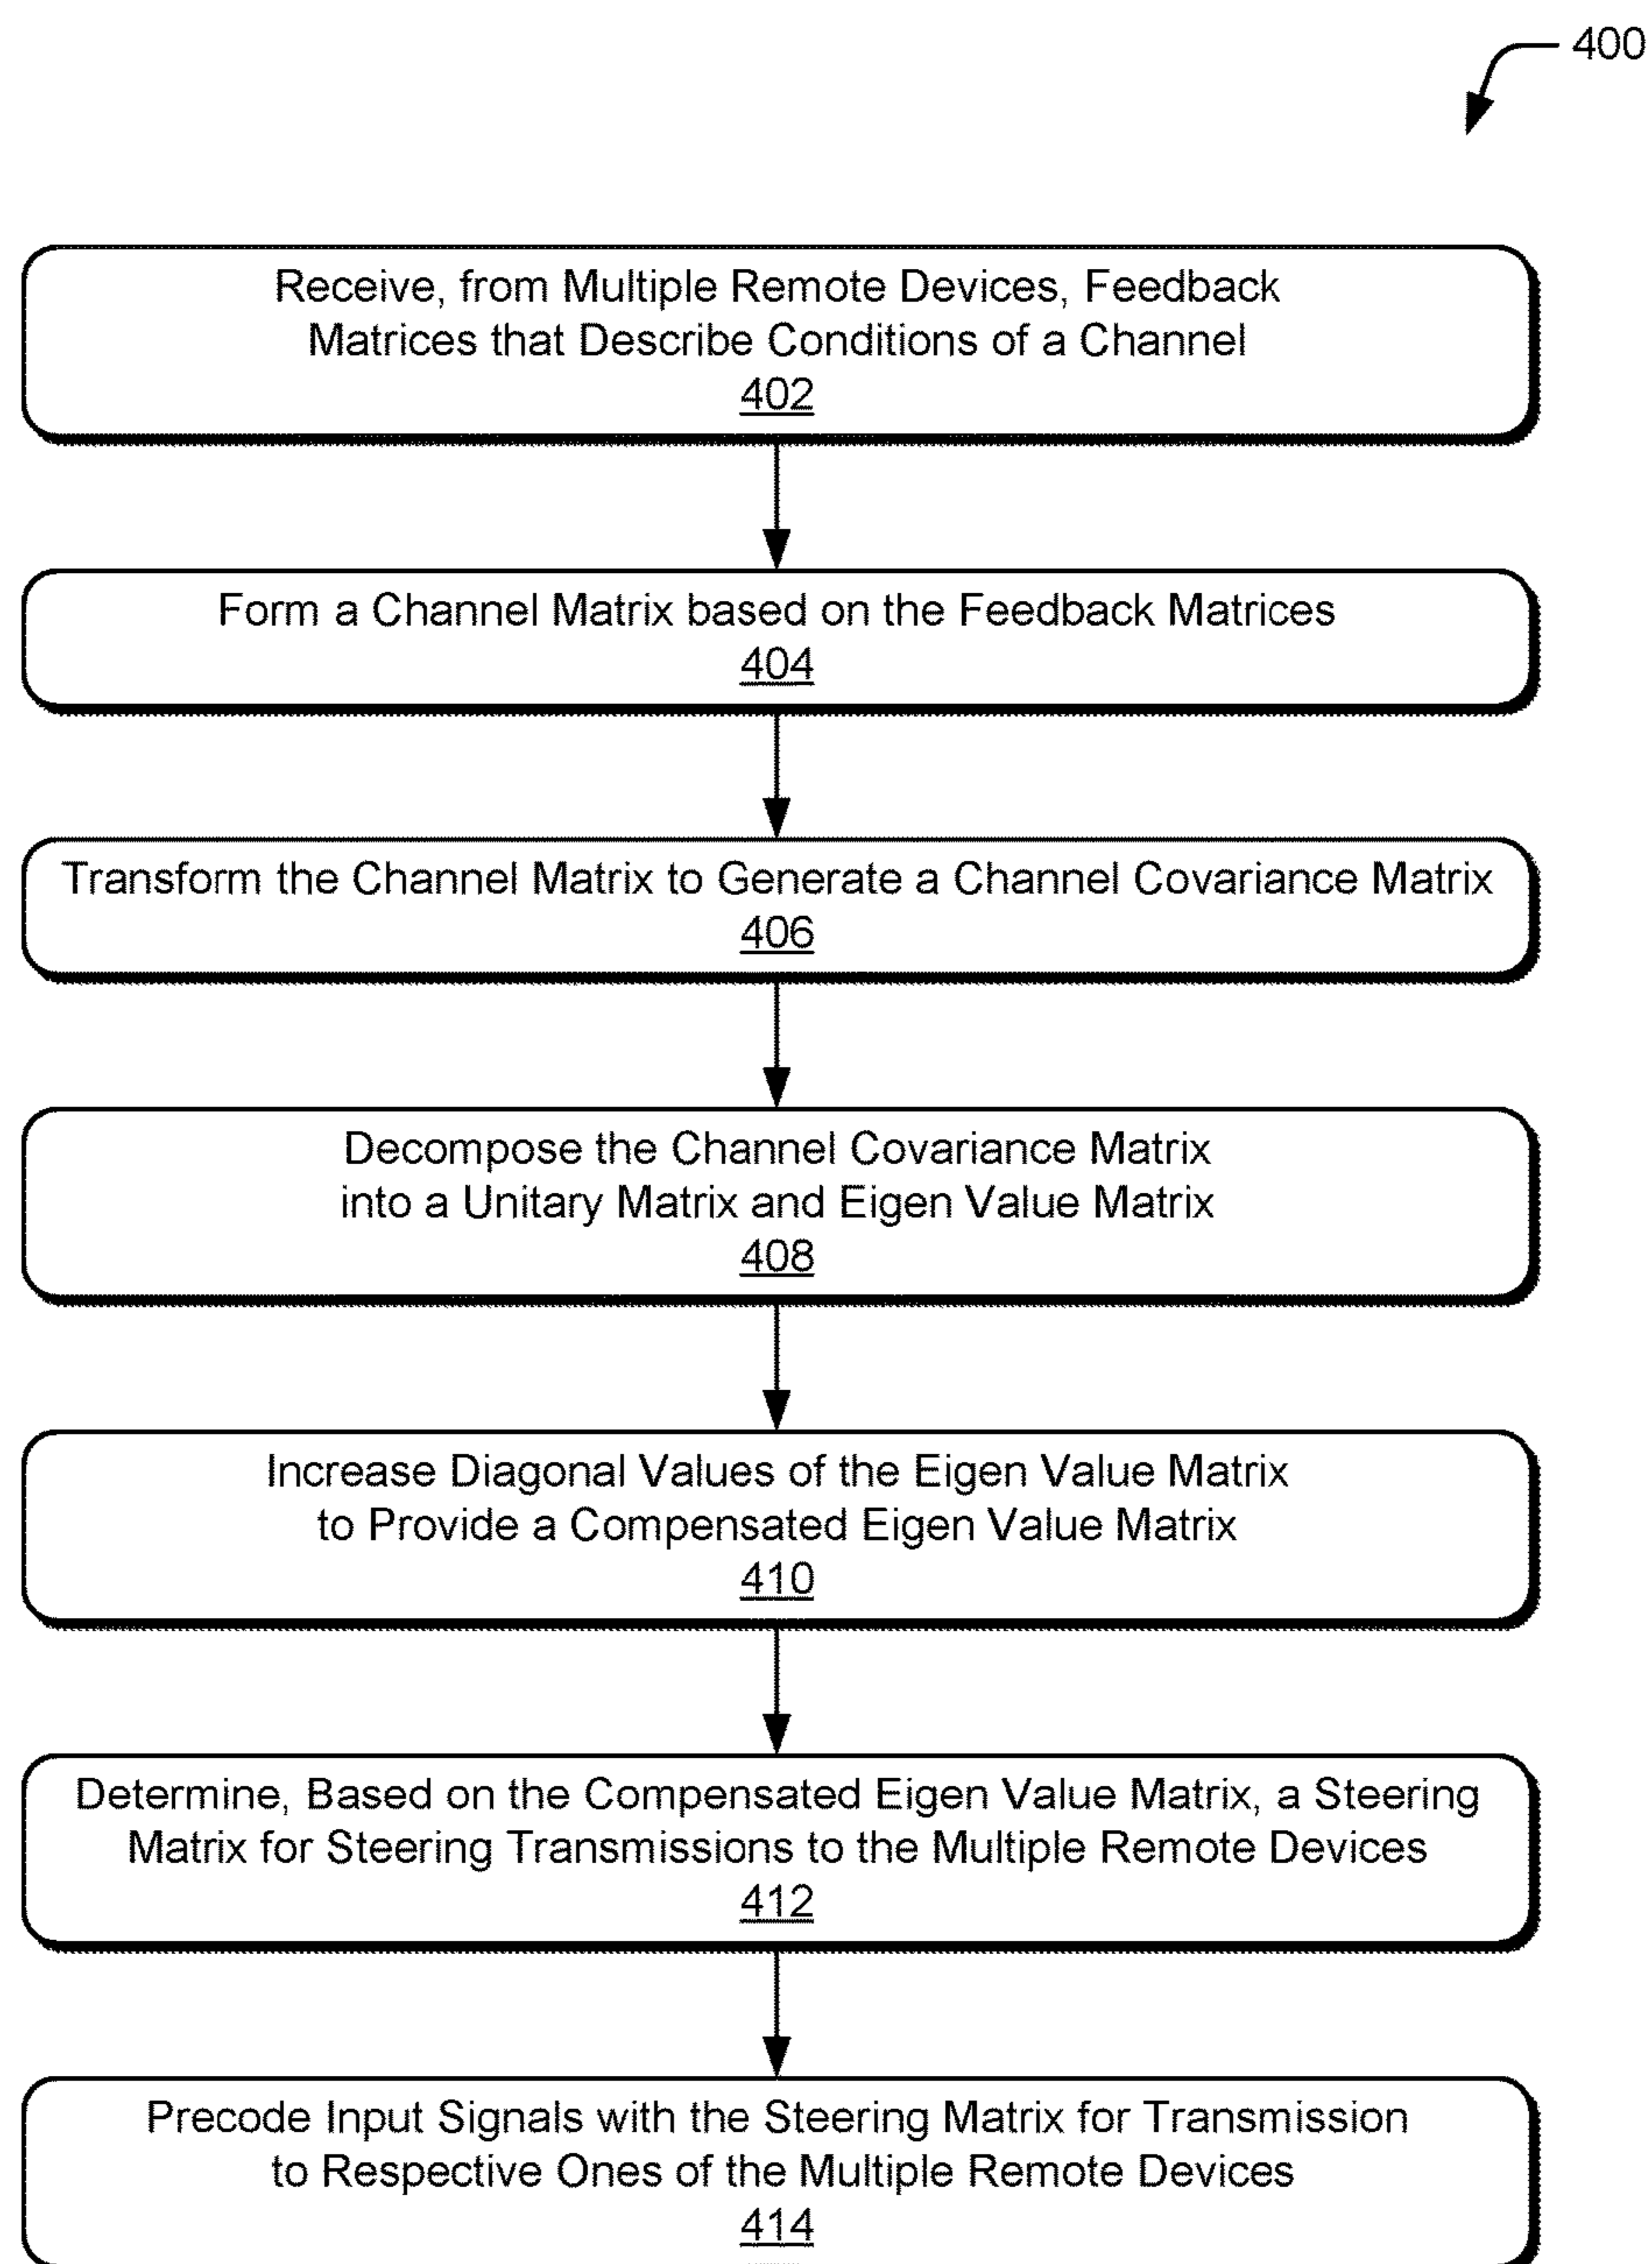 400
Receive, from Multiple Remote Devices, Feedback
Matrices that Describe Conditions of a Channel
402
Form a Channel Matrix based on the Feedback Matrices
404
Transform the Channel Matrix to Generate a Channel Covariance Matrix
406
Decompose the Channel Covariance Matrix
into a Unitary Matrix and Eigen Value Matrix
408
Increase Diagonal Values of the Eigen Value Matrix
to Provide a Compensated Eigen Value Matrix
410
Determine, Based on the Compensated Eigen Value Matrix, a Steering
Matrix for Steering Transmissions to the Multiple Remote Devices
412
Precode Input Signals with the Steering Matrix for Transmission
to Respective Ones of the Multiple Remote Devices
414